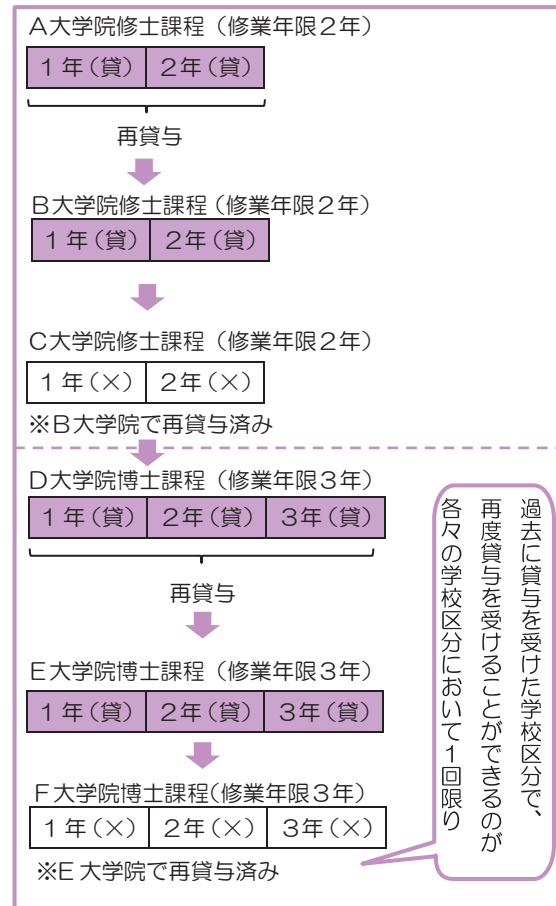 A大学院修士課程（修業年限２年）
１年（貸） ２年（貸）
再貸与
B大学院修士課程（修業年限２年）
１年（貸） ２年（貸）
C大学院修士課程（修業年限２年）
１年（×） ２年（×）
※B大学院で再貸与済み
D大学院博士課程（修業年限３年）
１年（貸） ２年（貸） ３年（貸）
再貸与
E大学院博士課程（修業年限３年）
１年（貸） ２年（貸） ３年（貸）
F大学院博士課程（修業年限３年）
１年（×） ２年（×） ３年（×）
※E大学院で再貸与済み
過去に貸与を受けた学校区分で、
再度貸与を受けることができるのが
各々の学校区分において１回限り